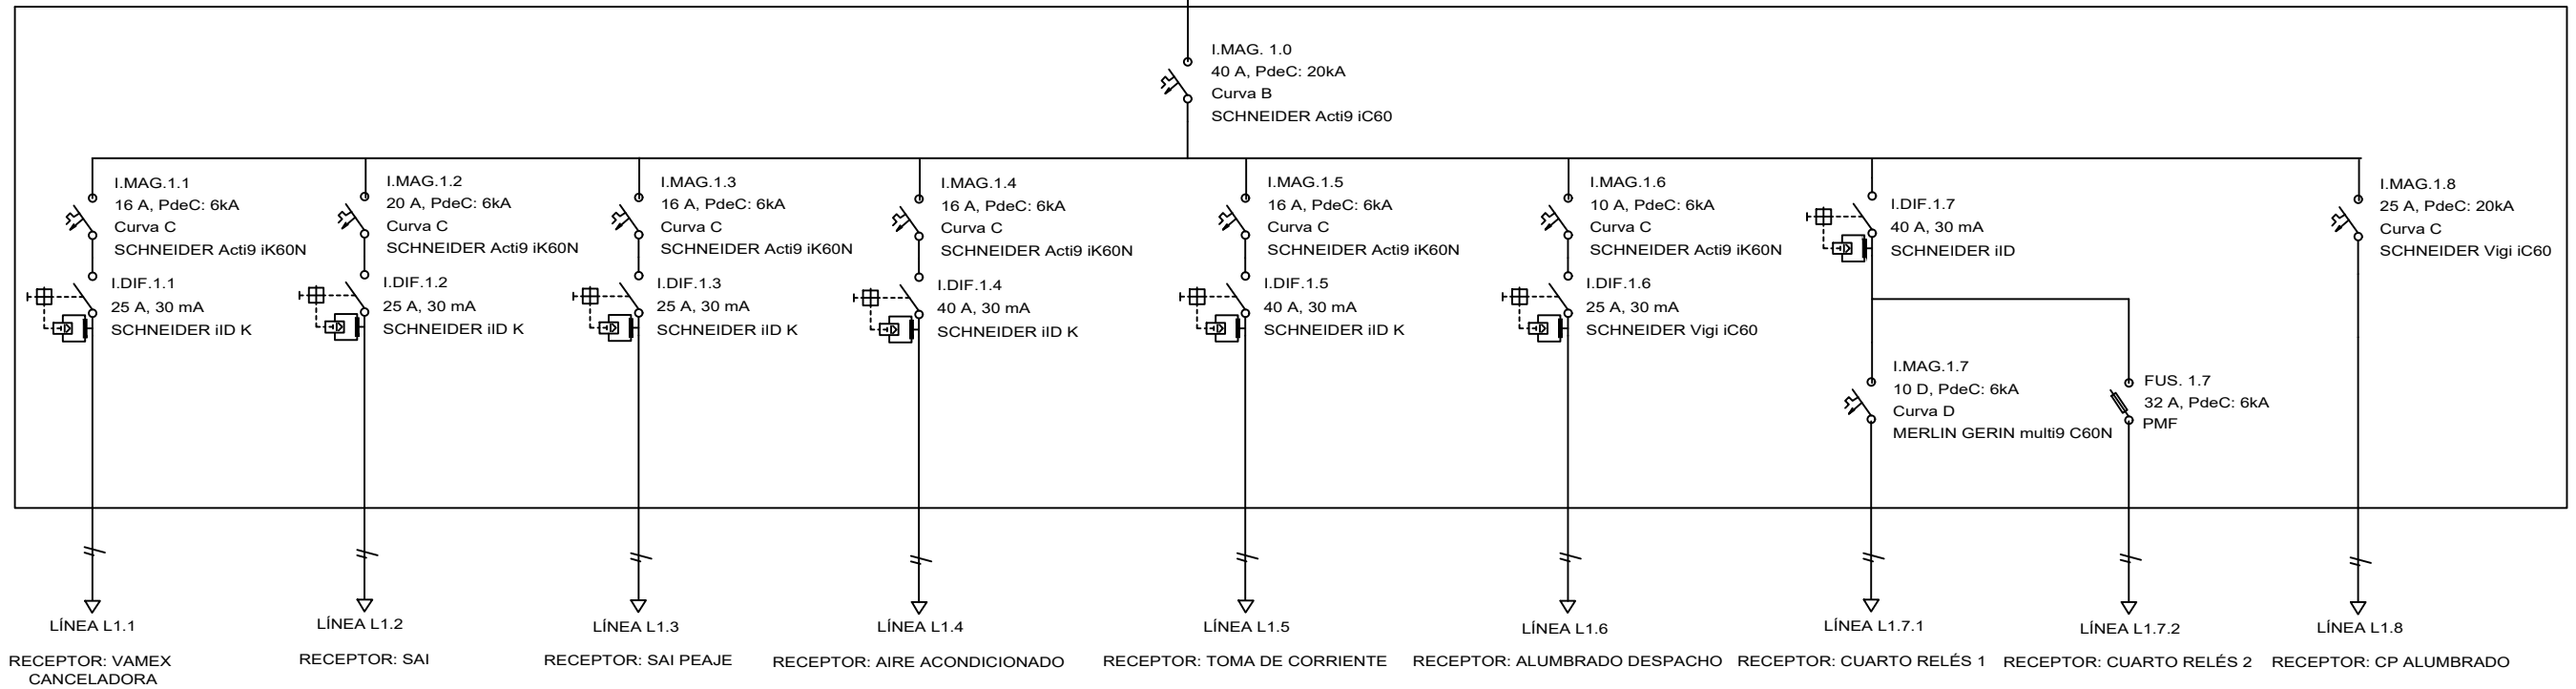 I.MAG. 1.0
40 A, PdeC: 20kA
Curva B
SCHNEIDER Acti9 iC60
I.MAG.1.1
16 A, PdeC: 6kA
Curva C
SCHNEIDER Acti9 iK60N
I.DIF.1.1
25 A, 30 mA
SCHNEIDER iID K
I.MAG.1.2
20 A, PdeC: 6kA
Curva C
SCHNEIDER Acti9 iK60N
I.DIF.1.2
25 A, 30 mA
SCHNEIDER iID K
I.MAG.1.3
16 A, PdeC: 6kA
Curva C
SCHNEIDER Acti9 iK60N
I.DIF.1.3
25 A, 30 mA
SCHNEIDER iID K
I.MAG.1.4
16 A, PdeC: 6kA
Curva C
SCHNEIDER Acti9 iK60N
I.DIF.1.4
40 A, 30 mA
SCHNEIDER iID K
I.MAG.1.5
16 A, PdeC: 6kA
Curva C
SCHNEIDER Acti9 iK60N
I.DIF.1.5
40 A, 30 mA
SCHNEIDER iID K
I.MAG.1.6
10 A, PdeC: 6kA
Curva C
SCHNEIDER Acti9 iK60N
I.DIF.1.6
25 A, 30 mA
SCHNEIDER Vigi iC60
I.DIF.1.7
40 A, 30 mA
SCHNEIDER iID
I.MAG.1.7
10 D, PdeC: 6kA
Curva D
MERLIN GERIN multi9 C60N
FUS. 1.7
32 A, PdeC: 6kA
PMF
I.MAG.1.8
25 A, PdeC: 20kA
Curva C
SCHNEIDER Vigi iC60
LÍNEA L1.1
RECEPTOR: VAMEX
CANCELADORA
LÍNEA L1.2
RECEPTOR: SAI
LÍNEA L1.3
RECEPTOR: SAI PEAJE
LÍNEA L1.4
RECEPTOR: AIRE ACONDICIONADO
LÍNEA L1.5
RECEPTOR: TOMA DE CORRIENTE
LÍNEA L1.6
RECEPTOR: ALUMBRADO DESPACHO
LÍNEA L1.7.1
RECEPTOR: CUARTO RELÉS 1
LÍNEA L1.7.2
RECEPTOR: CUARTO RELÉS 2
LÍNEA L1.8
RECEPTOR: CP ALUMBRADO